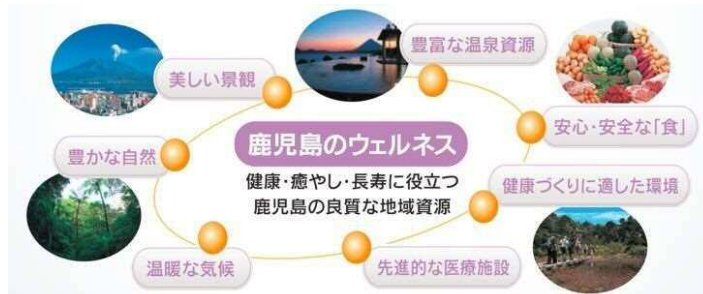 豊富な温泉資源
美しい景観
安心・安全な「食」
鹿児島のウェルネス
豊かな自然
健康・癒やし・長寿に役立つ
鹿児島の良質な地域資源
健康づくりに適した環境
温暖な気候
先進的な医療施設